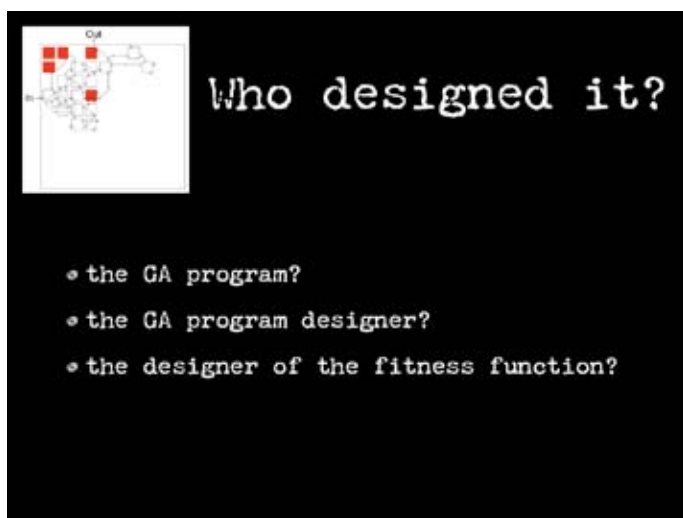 Out
Who designed it?
the GA program?
the GA program designer?
the designer of the fitness function?